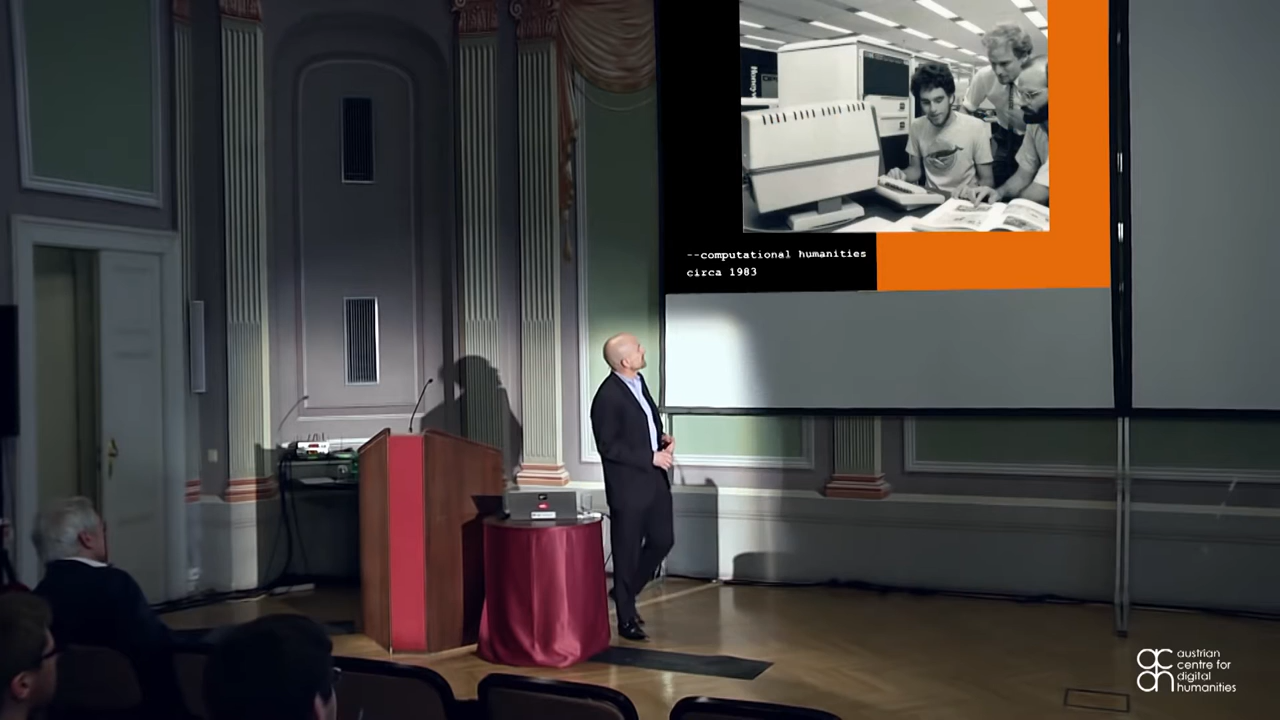 --computational humanities
circa 1983
austrian
centre for
digital
humanities